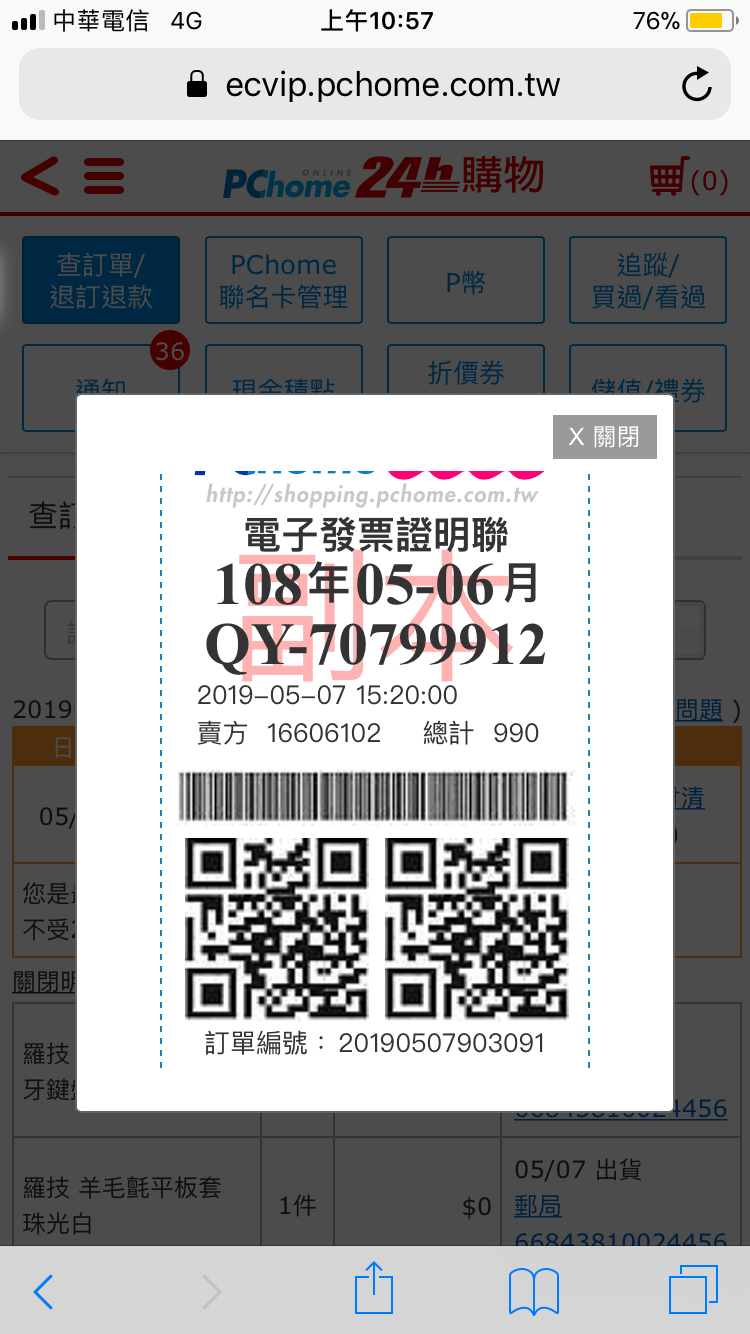 中華電信 4G 上午10:57 76%
ecvip.pchome.com.tw
PChome ONLINE 24h購物 (0)
查訂單/
退訂退款
PChome
聯名卡管理
P幣
追蹤/
買過/看過
通知 36
現金積點
折價券
儲值/禮券
X 關閉
查訂
http://shopping.pchome.com.tw
電子發票證明聯
副本
108年05-06月
QY-70799912
2019-05-07 15:20:00
賣方 16606102 總計 990
訂單編號： 20190507903091
2019
問題 )
日
05/
清
)
您是
不受
關閉明
羅技
牙鍵
66843810024456
羅技 羊毛氈平板套
珠光白
1件
$0
05/07 出貨
郵局
66843810024456